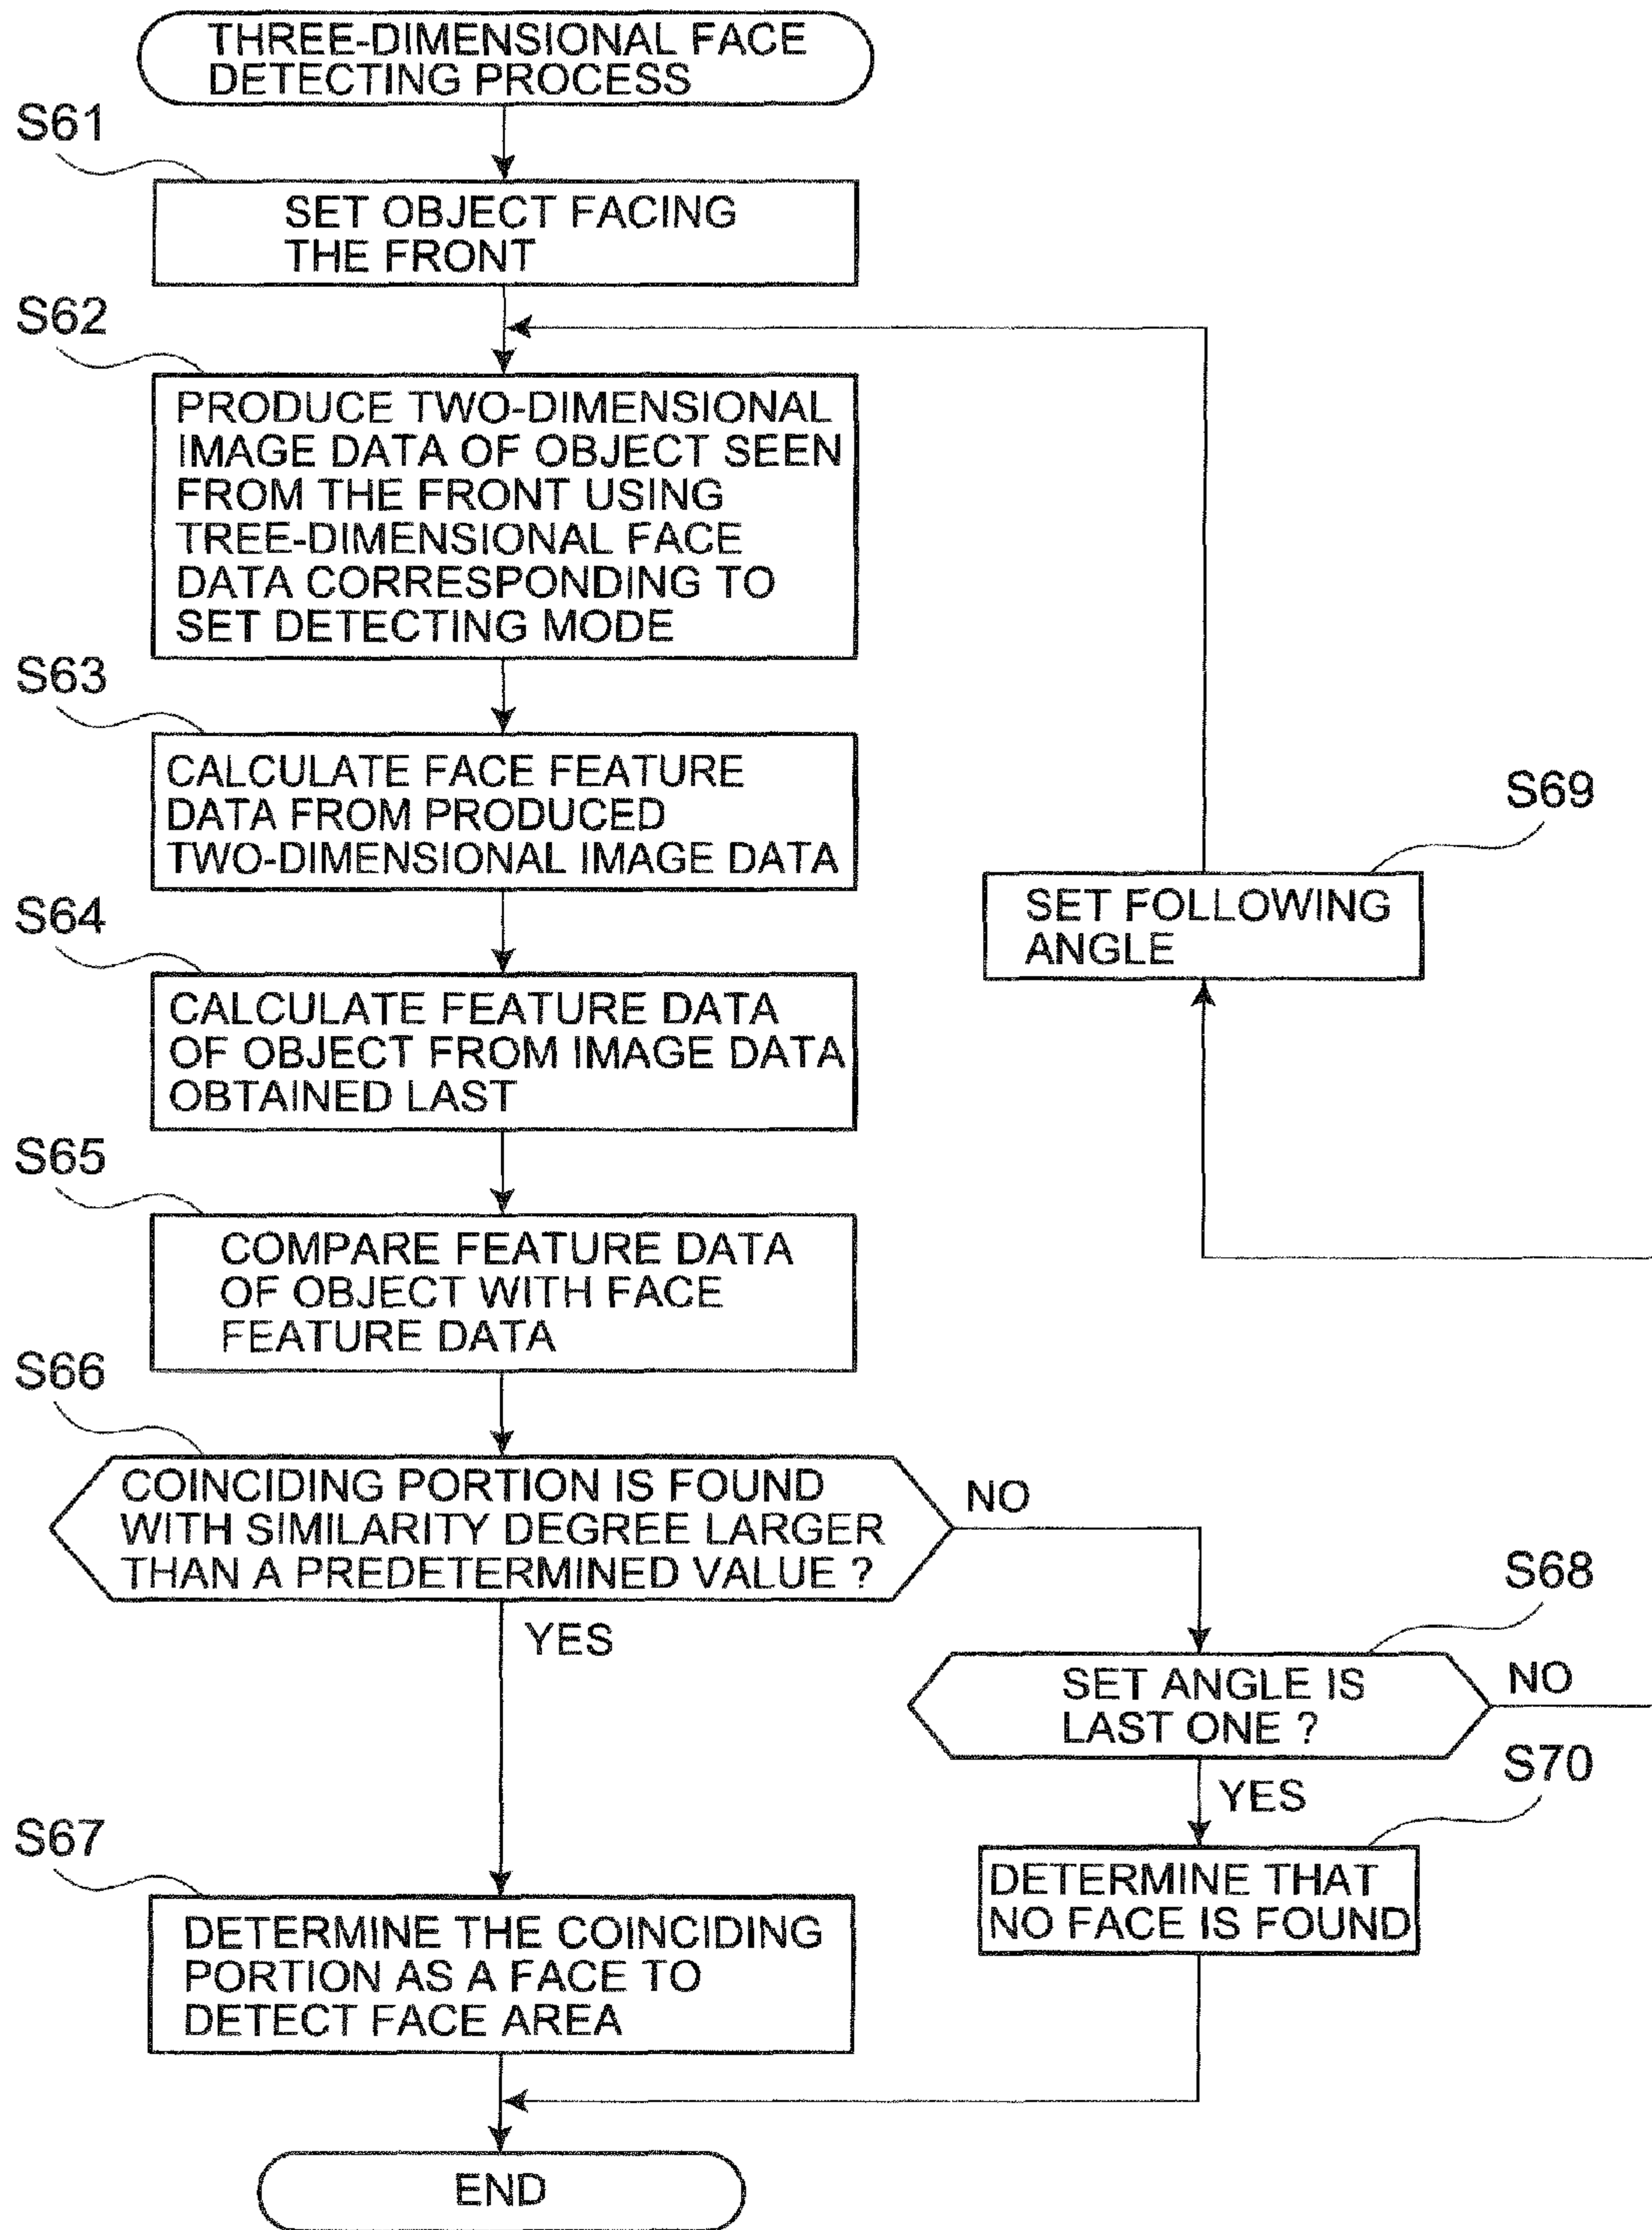 THREE-DIMENSIONAL FACE
DETECTING PROCESS
S61
SET OBJECT FACING
THE FRONT
S62
PRODUCE TWO-DIMENSIONAL
IMAGE DATA OF OBJECT SEEN
FROM THE FRONT USING
TREE-DIMENSIONAL FACE
DATA CORRESPONDING TO
SET DETECTING MODE
S63
CALCULATE FACE FEATURE
DATA FROM PRODUCED
TWO-DIMENSIONAL IMAGE DATA
S69
SET FOLLOWING
ANGLE
S64
CALCULATE FEATURE DATA
OF OBJECT FROM IMAGE DATA
OBTAINED LAST
S65
COMPARE FEATURE DATA
OF OBJECT WITH FACE
FEATURE DATA
S66
COINCIDING PORTION IS FOUND
WITH SIMILARITY DEGREE LARGER
THAN A PREDETERMINED VALUE ?
NO
YES
S68
SET ANGLE IS
LAST ONE ?
NO
YES
S70
DETERMINE THAT
NO FACE IS FOUND
S67
DETERMINE THE COINCIDING
PORTION AS A FACE TO
DETECT FACE AREA
END